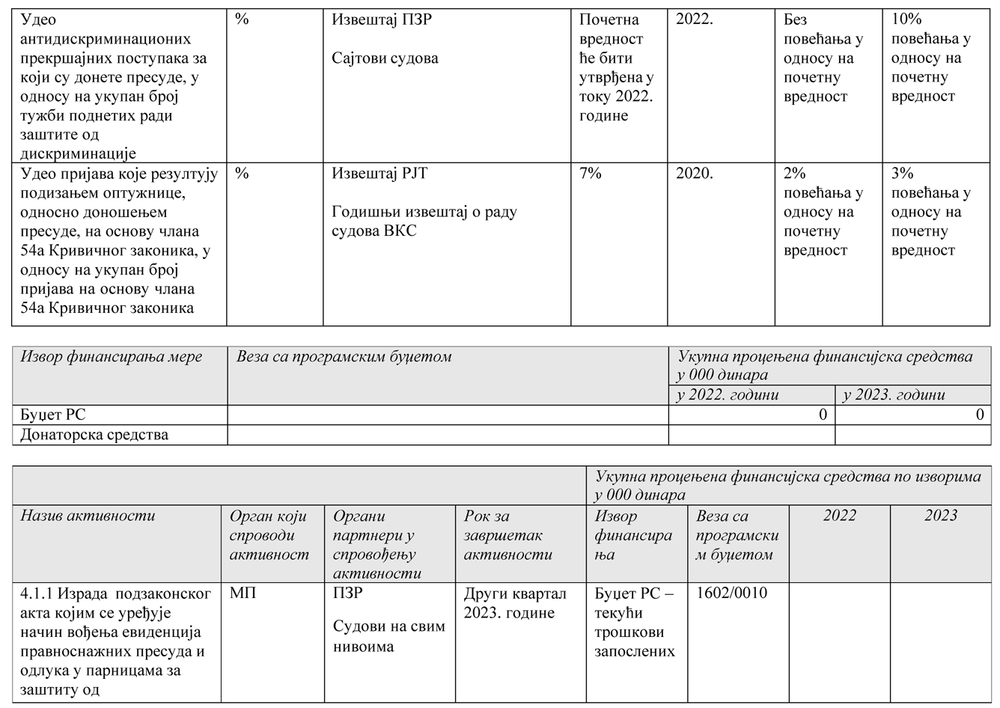 Удео
антидискриминационих
прекршајних поступака за
који су донете пресуде, у
односу на укупан број
тужби поднетих ради
заштите од
дискриминације
%
Извештај ПЗР
Сајтови судова
Почетна
вредност
ће бити
утврђена у
току 2022.
године
2022.
Без
повећања у
односу на
почетну
вредност
10%
повећања у
односу на
почетну
вредност
Удео пријава које резултују
подизањем оптужнице,
односно доношењем
пресуде, на основу члана
54а Кривичног законика, у
односу на укупан број
пријава на основу члана
54а Кривичног законика
%
Извештај РЈТ
Годишњи извештај о раду
судова ВКС
7%
2020.
2%
повећања у
односу на
почетну
вредност
3%
повећања у
односу на
почетну
вредност
Извор финансирања мере
Веза са програмским буџетом
Укупна процењена финансијска средства
у 000 динара
у 2022. години
у 2023. години
Буџет РС
0
0
Донаторска средства
Укупна процењена финансијска средства по изворима
у 000 динара
Назив активности
Орган који
спроводи
активност
Органи
партнери у
спровођењу
активности
Рок за
завршетак
активности
Извор
финансира
ња
Веза са
програмски
м буџетом
2022
2023
4.1.1 Израда подзаконског
акта којим се уређује
начин вођења евиденција
правоснажних пресуда и
одлука у парницама за
заштиту од
МП
ПЗР
Судови на свим
нивоима
Други квартал
2023. године
Буџет РС –
текући
трошкови
запослених
1602/0010